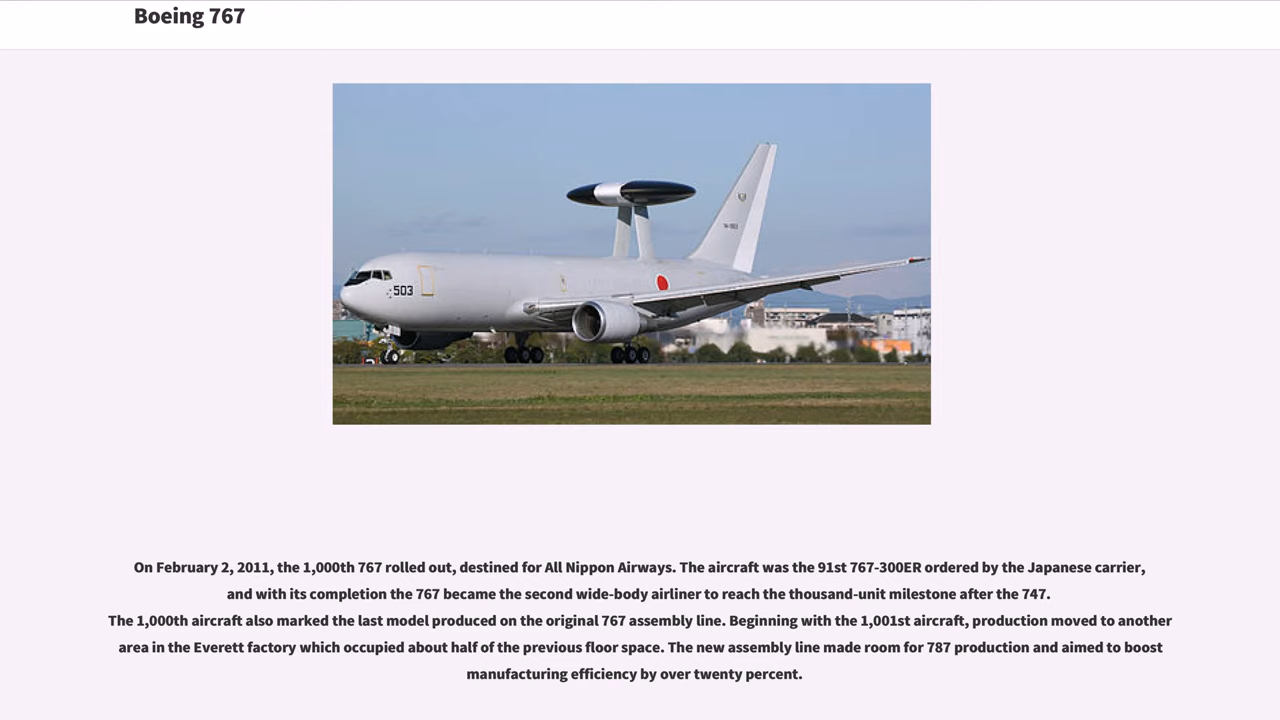 Boeing 767
503
On February 2, 2011, the 1,000th 767 rolled out, destined for All Nippon Airways. The aircraft was the 91st 767-300ER ordered by the Japanese carrier,
and with its completion the 767 became the second wide-body airliner to reach the thousand-unit milestone after the 747.
The 1,000th aircraft also marked the last model produced on the original 767 assembly line. Beginning with the 1,001st aircraft, production moved to another
area in the Everett factory which occupied about half of the previous floor space. The new assembly line made room for 787 production and aimed to boost
manufacturing efficiency by over twenty percent.